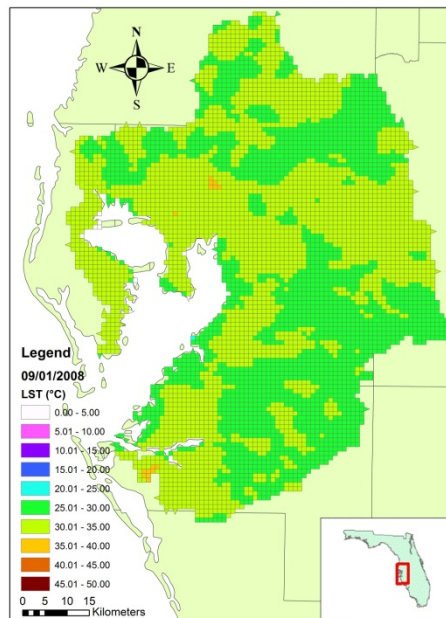 N
W E
S
Legend
09/01/2008
LST (°C)
0.00 - 5.00
5.01 - 10.00
10.01 - 15.00
15.01 - 20.00
20.01 - 25.00
25.01 - 30.00
30.01 - 35.00
35.01 - 40.00
40.01 - 45.00
45.01 - 50.00
0 2.5 5 10 15
Kilometers